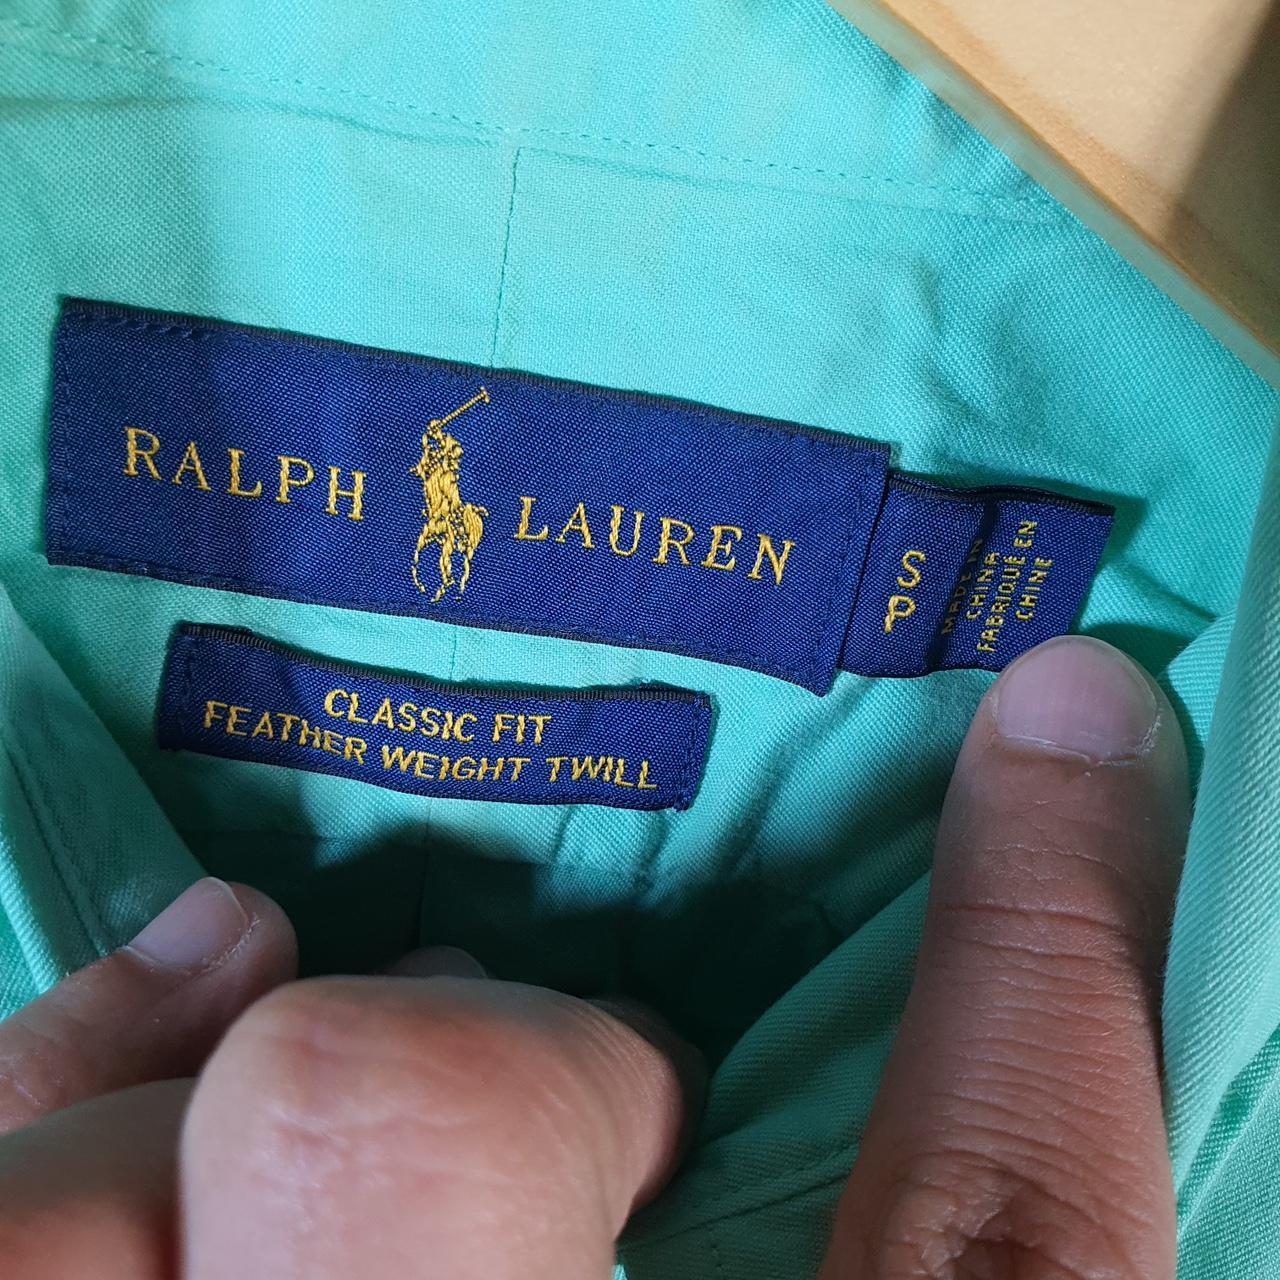 RALPH LAUREN
S
P
MADE IN
CHINA
FABRIQUÉ EN
CHINE
CLASSIC FIT
FEATHER WEIGHT TWILL